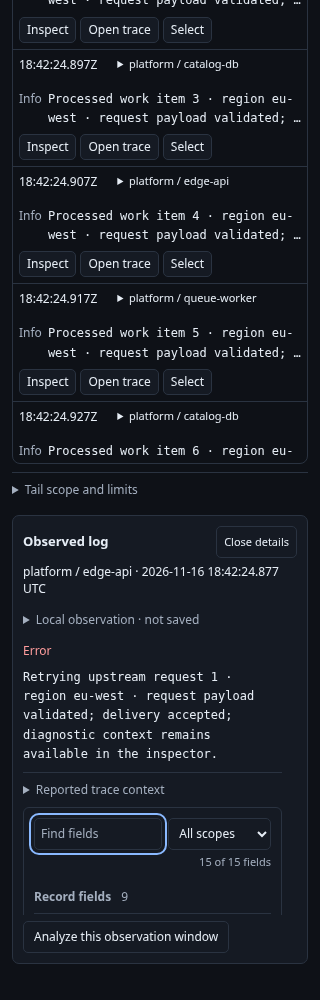 west · request payload validated; …
Inspect Open trace Select
18:42:24.897Z ▶ platform / catalog-db
Info Processed work item 3 · region eu-
west · request payload validated; …
Inspect Open trace Select
18:42:24.907Z ▶ platform / edge-api
Info Processed work item 4 · region eu-
west · request payload validated; …
Inspect Open trace Select
18:42:24.917Z ▶ platform / queue-worker
Info Processed work item 5 · region eu-
west · request payload validated; …
Inspect Open trace Select
18:42:24.927Z ▶ platform / catalog-db
Info Processed work item 6 · region eu-
▶ Tail scope and limits
Observed log Close details
platform / edge-api · 2026-11-16 18:42:24.877
UTC
▶ Local observation · not saved
Error
Retrying upstream request 1 ·
region eu-west · request payload
validated; delivery accepted;
diagnostic context remains
available in the inspector.
▶ Reported trace context
Find fields All scopes
15 of 15 fields
Record fields 9
Analyze this observation window